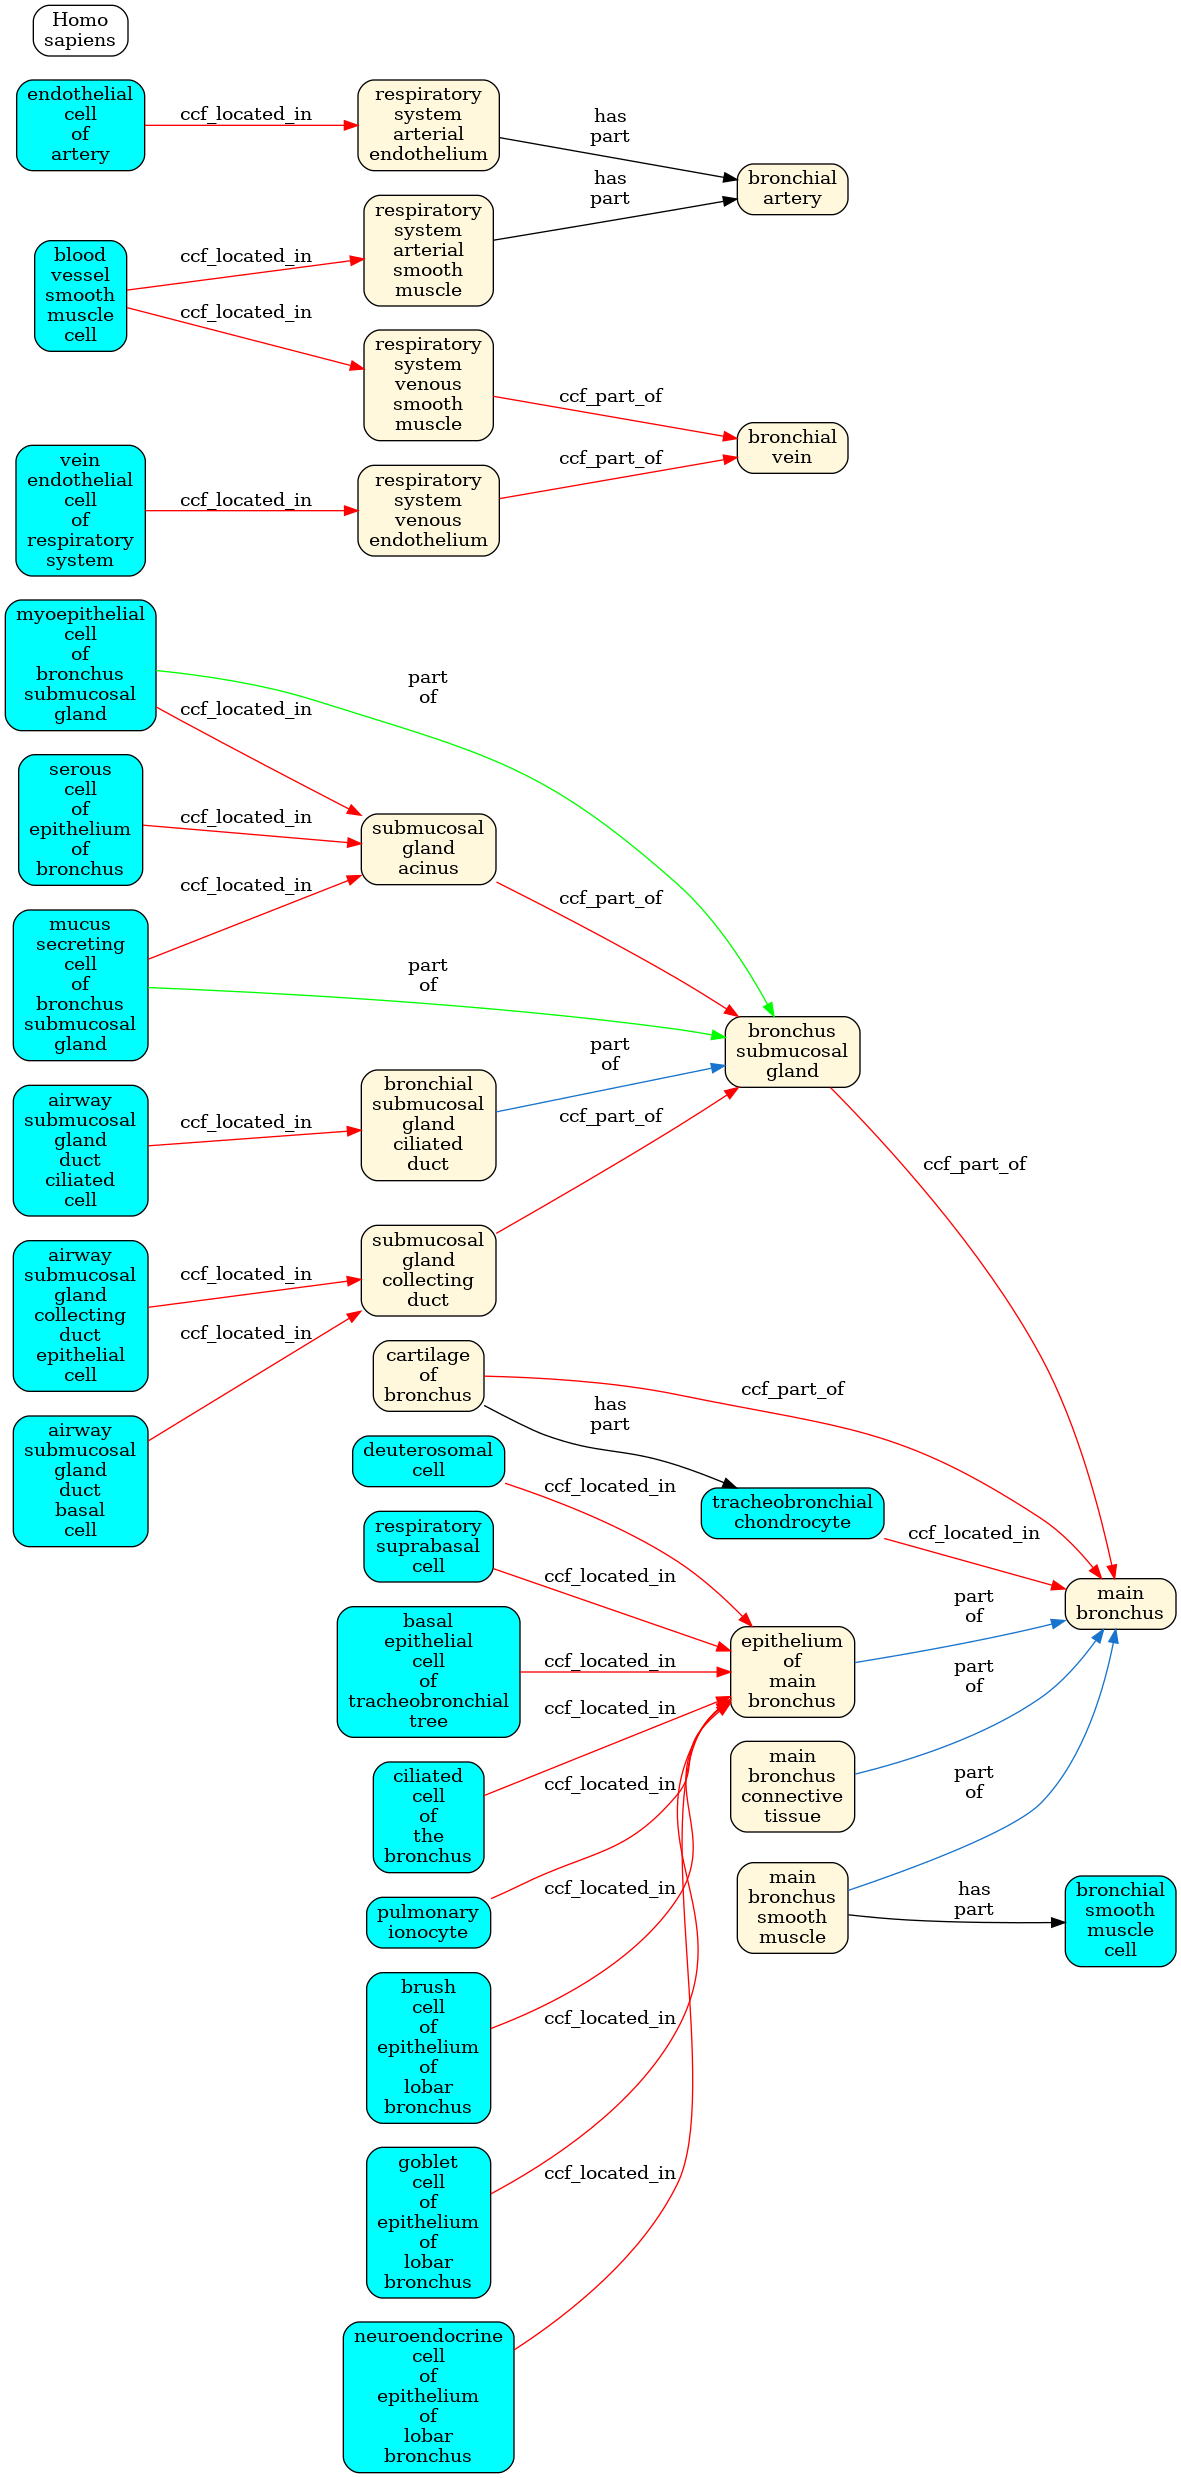 Homo
sapiens
endothelial
cell
of
artery
ccf_located_in
respiratory
system
arterial
endothelium
has
part
bronchial
artery
blood
vessel
smooth
muscle
cell
ccf_located_in
respiratory
system
arterial
smooth
muscle
has
part
ccf_located_in
respiratory
system
venous
smooth
muscle
ccf_part_of
bronchial
vein
vein
endothelial
cell
of
respiratory
system
ccf_located_in
respiratory
system
venous
endothelium
ccf_part_of
myoepithelial
cell
of
bronchus
submucosal
gland
part
of
ccf_located_in
serous
cell
of
epithelium
of
bronchus
ccf_located_in
submucosal
gland
acinus
ccf_part_of
mucus
secreting
cell
of
bronchus
submucosal
gland
ccf_located_in
part
of
bronchus
submucosal
gland
ccf_part_of
airway
submucosal
gland
duct
ciliated
cell
ccf_located_in
bronchial
submucosal
gland
ciliated
duct
part
of
airway
submucosal
gland
collecting
duct
epithelial
cell
ccf_located_in
submucosal
gland
collecting
duct
ccf_part_of
airway
submucosal
gland
duct
basal
cell
ccf_located_in
cartilage
of
bronchus
ccf_part_of
has
part
tracheobronchial
chondrocyte
ccf_located_in
main
bronchus
deuterosomal
cell
ccf_located_in
respiratory
suprabasal
cell
ccf_located_in
basal
epithelial
cell
of
tracheobronchial
tree
ccf_located_in
epithelium
of
main
bronchus
part
of
ciliated
cell
of
the
bronchus
ccf_located_in
main
bronchus
connective
tissue
part
of
pulmonary
ionocyte
ccf_located_in
main
bronchus
smooth
muscle
part
of
has
part
bronchial
smooth
muscle
cell
brush
cell
of
epithelium
of
lobar
bronchus
ccf_located_in
goblet
cell
of
epithelium
of
lobar
bronchus
ccf_located_in
neuroendocrine
cell
of
epithelium
of
lobar
bronchus
ccf_located_in